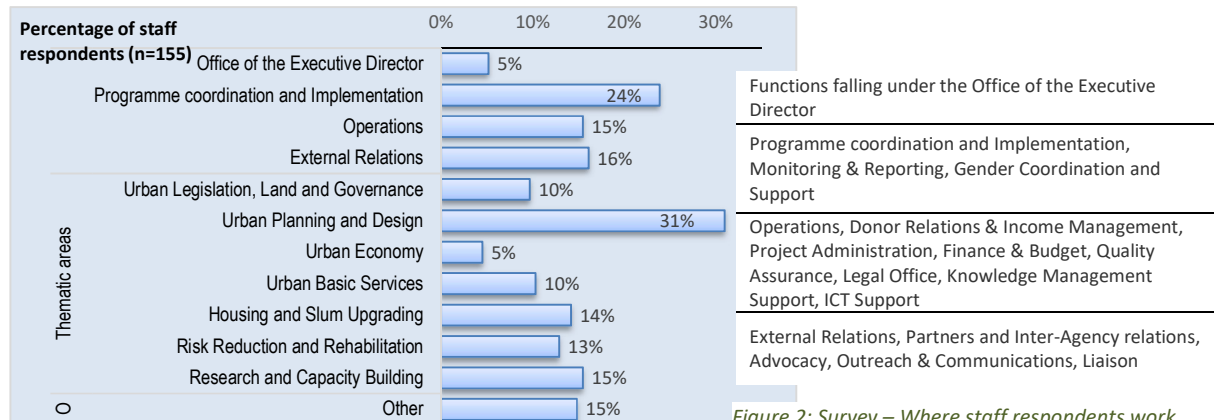 Percentage of staff
respondents (n=155)
0% 10% 20% 30%
Office of the Executive Director 5%
Programme coordination and Implementation 24%
Operations 15%
External Relations 16%
Thematic areas
Urban Legislation, Land and Governance 10%
Urban Planning and Design 31%
Urban Economy 5%
Urban Basic Services 10%
Housing and Slum Upgrading 14%
Risk Reduction and Rehabilitation 13%
Research and Capacity Building 15%
O
Other 15%
Functions falling under the Office of the Executive
Director
Programme coordination and Implementation,
Monitoring & Reporting, Gender Coordination and
Support
Operations, Donor Relations & Income Management,
Project Administration, Finance & Budget, Quality
Assurance, Legal Office, Knowledge Management
Support, ICT Support
External Relations, Partners and Inter-Agency relations,
Advocacy, Outreach & Communications, Liaison
Figure 2: Survey – Where staff respondents work